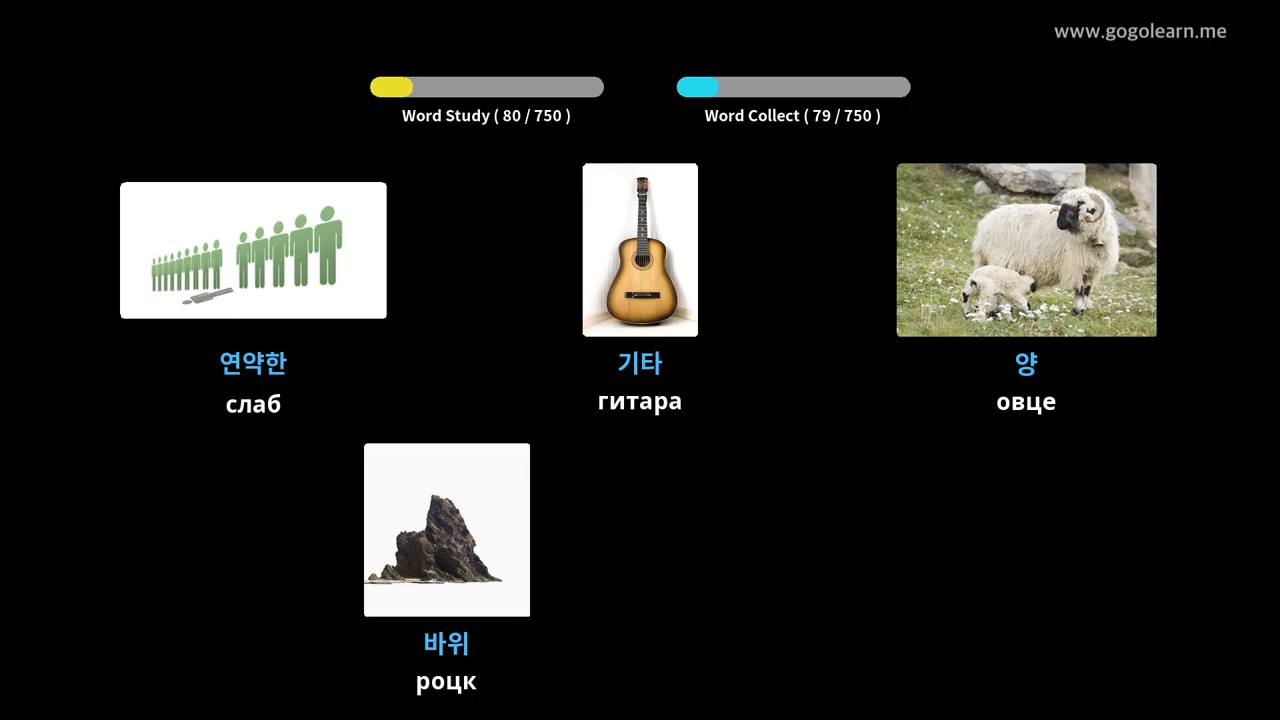 www.gogolearn.me
Word Study ( 80 / 750 )
Word Collect ( 79 / 750 )
연약한
слаб
기타
гитара
양
овце
바위
роцк